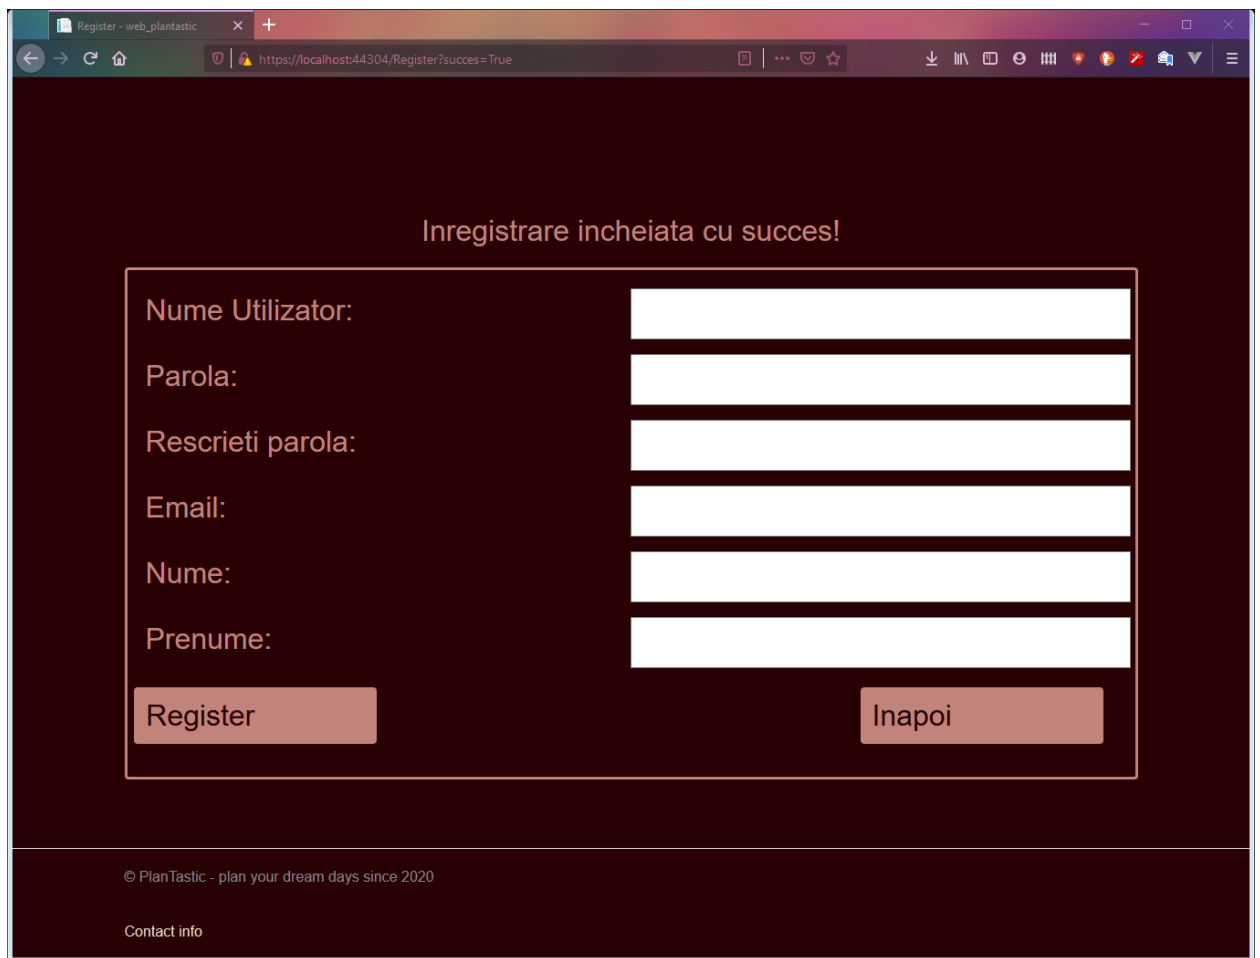 Register - web_plantastic
https://localhost:44304/Register?succes=True
Inregistrare incheiata cu succes!
Nume Utilizator:
Parola:
Rescrieti parola:
Email:
Nume:
Prenume:
Register
Inapoi
© PlanTastic - plan your dream days since 2020
Contact info